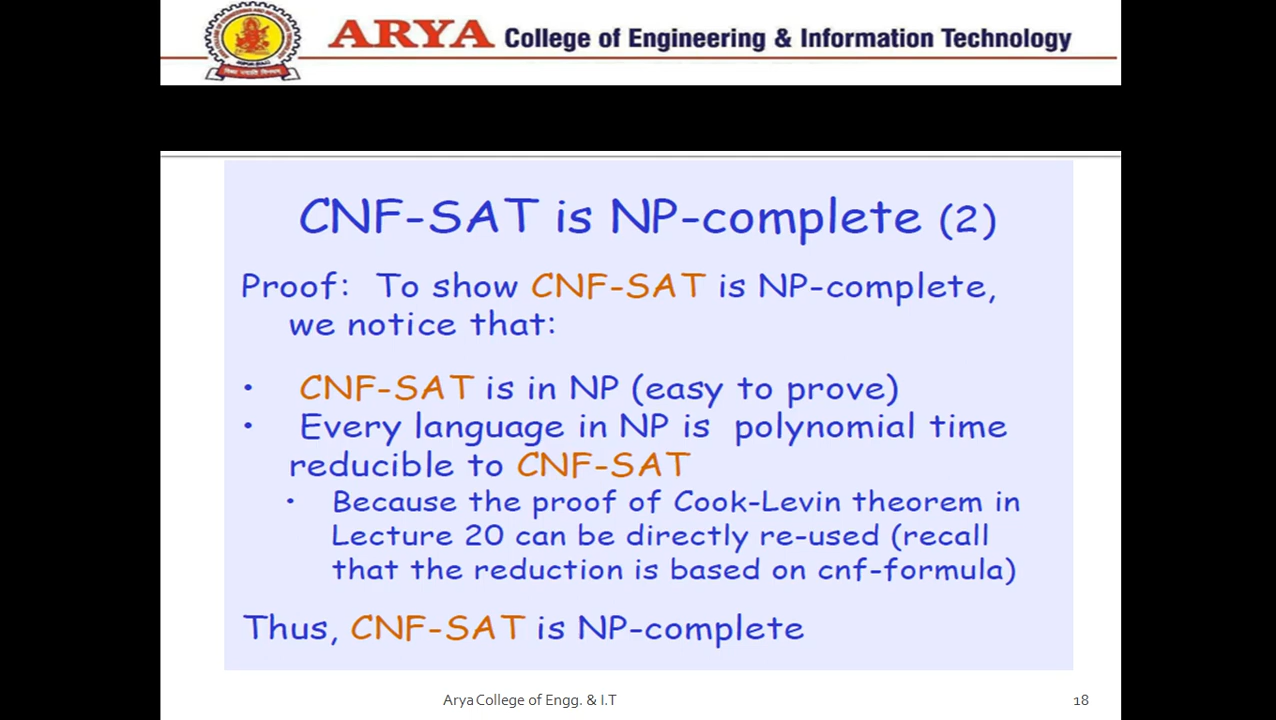 ARYA College of Engineering & Information Technology
CNF-SAT is NP-complete (2)
Proof: To show CNF-SAT is NP-complete,
we notice that:
• CNF-SAT is in NP (easy to prove)
• Every language in NP is polynomial time
reducible to CNF-SAT
• Because the proof of Cook-Levin theorem in
Lecture 20 can be directly re-used (recall
that the reduction is based on cnf-formula)
Thus, CNF-SAT is NP-complete
Arya College of Engg. & I.T
18